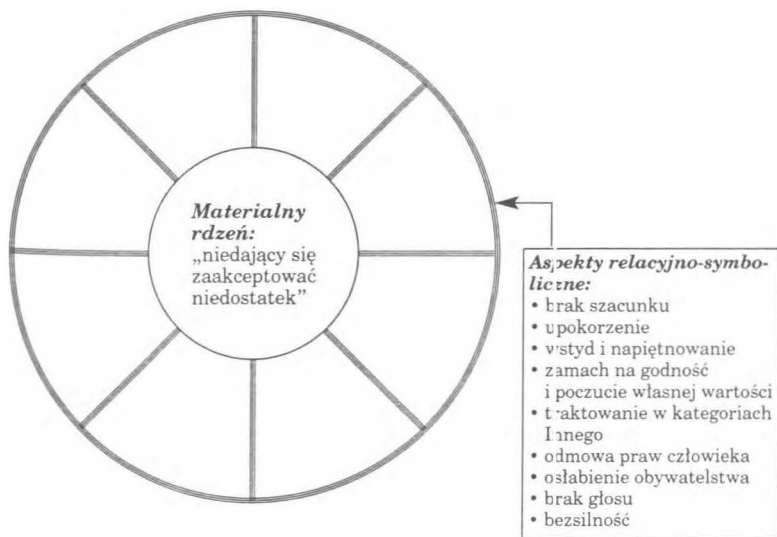 Materialny
rdzeń:
„niedający się
zaakceptować
niedostatek”
Aspekty relacyjno-symbo-
liczne:
• brak szacunku
• upokorzenie
• wstyd i napiętnowanie
• zamach na godność
i poczucie własnej wartości
• traktowanie w kategoriach
Innego
• odmowa praw człowieka
• osłabienie obywatelstwa
• brak głosu
• bezsilność